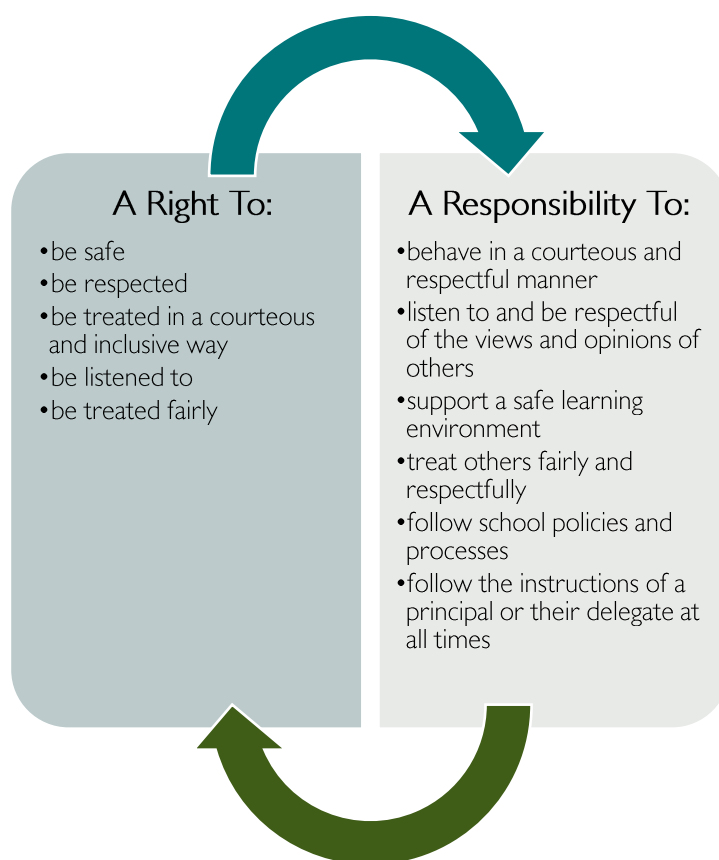 A Right To:
•be safe
•be respected
•be treated in a courteous
and inclusive way
•be listened to
•be treated fairly
A Responsibility To:
•behave in a courteous and
respectful manner
•listen to and be respectful
of the views and opinions of
others
•support a safe learning
environment
•treat others fairly and
respectfully
•follow school policies and
processes
•follow the instructions of a
principal or their delegate at
all times